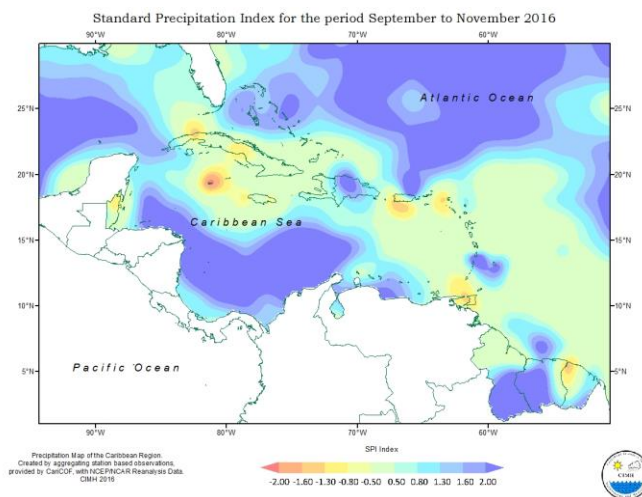 Standard Precipitation Index for the period September to November 2016
90°W
80°W
70°W
60°W
25°N
25°N
Atlantic Ocean
20°N
20°N
Caribbean Sea
15°N
15°N
10°N
10°N
Pacific Ocean
5°N
5°N
90°W
80°W
70°W
60°W
Precipitation Map of the Caribbean Region.
Created by aggregating station based observations,
provided by CariCOF, with NCEP/NCAR Reanalysis Data.
CIMH 2016
SPI Index
-2.00 -1.60 -1.30 -0.80 -0.50 0.50 0.80 1.30 1.60 2.00
CIMH